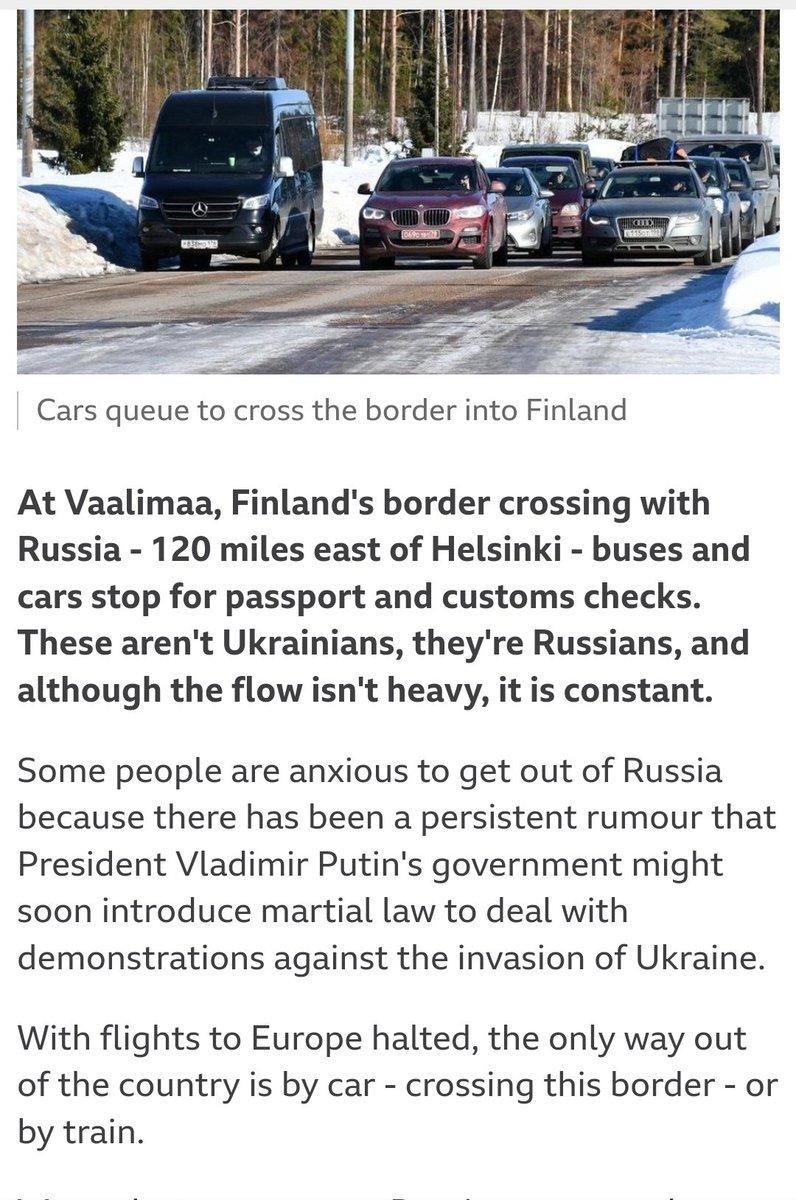 Cars queue to cross the border into Finland
At Vaalimaa, Finland's border crossing with
Russia - 120 miles east of Helsinki - buses and
cars stop for passport and customs checks.
These aren't Ukrainians, they're Russians, and
although the flow isn't heavy, it is constant.
Some people are anxious to get out of Russia
because there has been a persistent rumour that
President Vladimir Putin's government might
soon introduce martial law to deal with
demonstrations against the invasion of Ukraine.
With flights to Europe halted, the only way out
of the country is by car - crossing this border - or
by train.